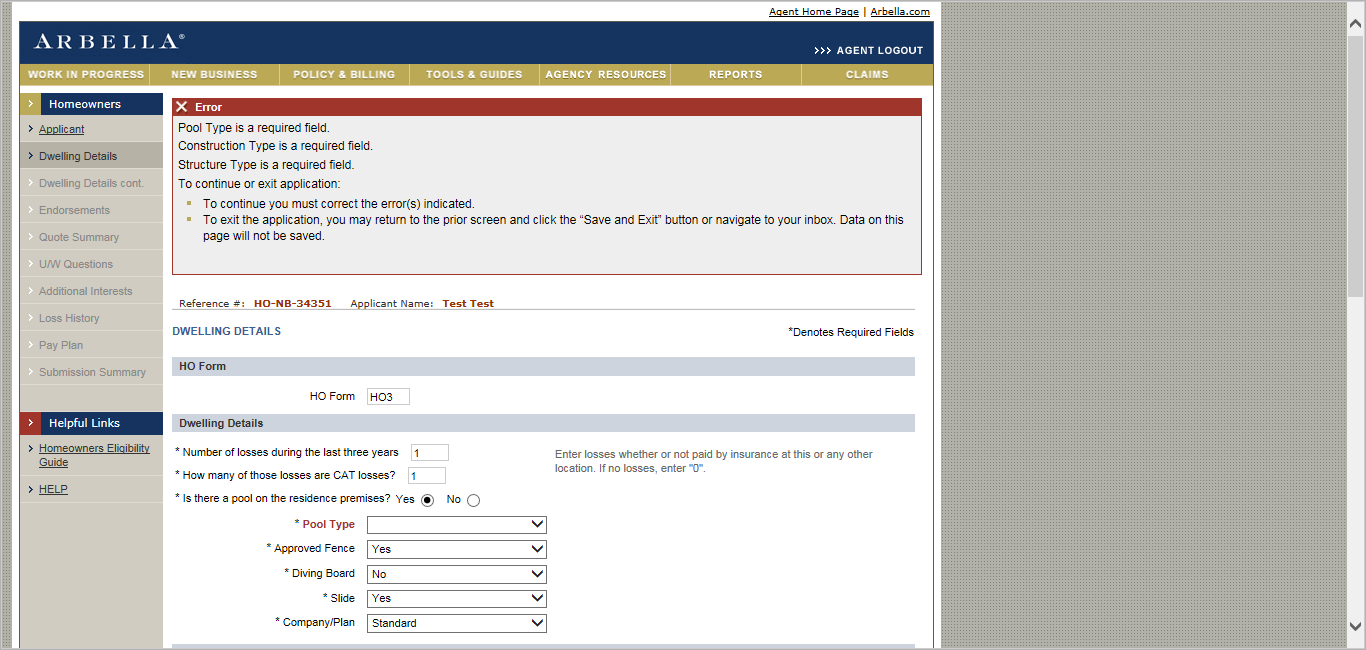 Agent Home Page | Arbella.com
ARBELLA®
>>> AGENT LOGOUT
WORK IN PROGRESS NEW BUSINESS POLICY & BILLING TOOLS & GUIDES AGENCY RESOURCES REPORTS CLAIMS
Homeowners
Applicant
Dwelling Details
Dwelling Details cont.
Endorsements
Quote Summary
U/W Questions
Additional Interests
Loss History
Pay Plan
Submission Summary
Helpful Links
Homeowners Eligibility
Guide
HELP
Error
Pool Type is a required field.
Construction Type is a required field.
Structure Type is a required field.
To continue or exit application:
To continue you must correct the error(s) indicated.
To exit the application, you may return to the prior screen and click the “Save and Exit” button or navigate to your inbox. Data on this
page will not be saved.
Reference #: HO-NB-34351 Applicant Name: Test Test
DWELLING DETAILS *Denotes Required Fields
HO Form
HO Form HO3
Dwelling Details
* Number of losses during the last three years 1
Enter losses whether or not paid by insurance at this or any other
location. If no losses, enter "0".
* How many of those losses are CAT losses? 1
* Is there a pool on the residence premises? Yes No
* Pool Type
* Approved Fence Yes
* Diving Board No
* Slide Yes
* Company/Plan Standard